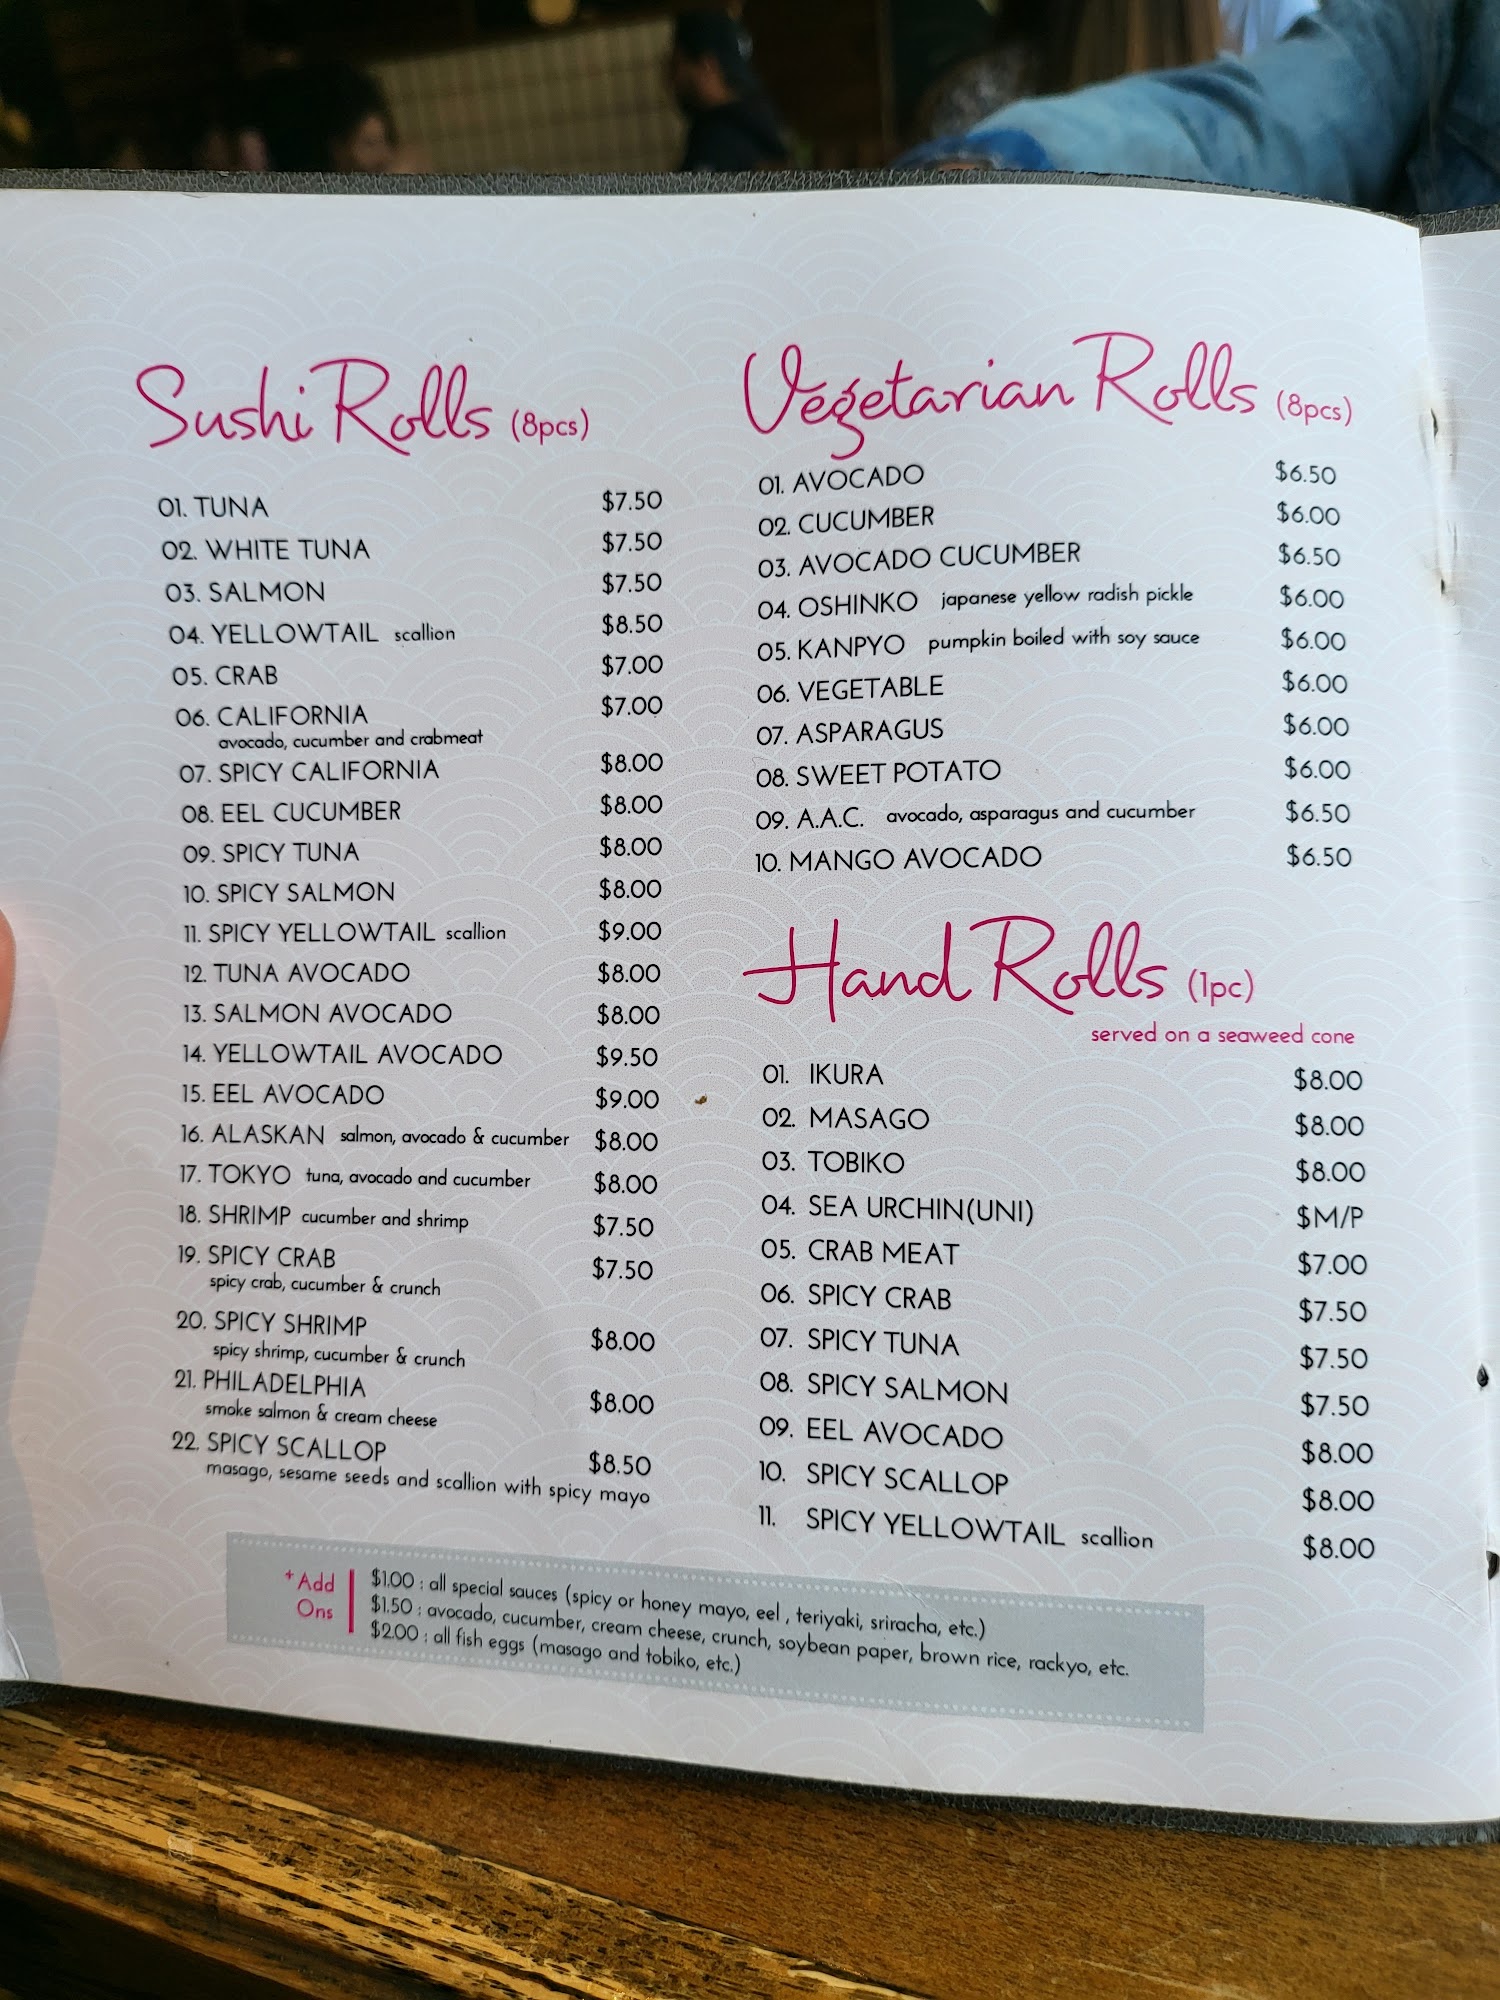 Sushi Rolls (8pcs)
01. TUNA $7.50
02. WHITE TUNA $7.50
03. SALMON $7.50
04. YELLOWTAIL scallion $8.50
05. CRAB $7.00
06. CALIFORNIA $7.00
avocado, cucumber and crabmeat
07. SPICY CALIFORNIA $8.00
08. EEL CUCUMBER $8.00
09. SPICY TUNA $8.00
10. SPICY SALMON $8.00
11. SPICY YELLOWTAIL scallion $9.00
12. TUNA AVOCADO $8.00
13. SALMON AVOCADO $8.00
14. YELLOWTAIL AVOCADO $9.50
15. EEL AVOCADO $9.00
16. ALASKAN salmon, avocado & cucumber $8.00
17. TOKYO tuna, avocado and cucumber $8.00
18. SHRIMP cucumber and shrimp $7.50
19. SPICY CRAB $7.50
spicy crab, cucumber & crunch
20. SPICY SHRIMP $8.00
spicy shrimp, cucumber & crunch
21. PHILADELPHIA $8.00
smoke salmon & cream cheese
22. SPICY SCALLOP $8.50
masago, sesame seeds and scallion with spicy mayo
Vegetarian Rolls (8pcs)
01. AVOCADO $6.50
02. CUCUMBER $6.00
03. AVOCADO CUCUMBER $6.50
04. OSHINKO japanese yellow radish pickle $6.00
05. KANPYO pumpkin boiled with soy sauce $6.00
06. VEGETABLE $6.00
07. ASPARAGUS $6.00
08. SWEET POTATO $6.00
09. A.A.C. avocado, asparagus and cucumber $6.50
10. MANGO AVOCADO $6.50
Hand Rolls (1pc)
served on a seaweed cone
01. IKURA $8.00
02. MASAGO $8.00
03. TOBIKO $8.00
04. SEA URCHIN(UNI) $M/P
05. CRAB MEAT $7.00
06. SPICY CRAB $7.50
07. SPICY TUNA $7.50
08. SPICY SALMON $7.50
09. EEL AVOCADO $8.00
10. SPICY SCALLOP $8.00
11. SPICY YELLOWTAIL scallion $8.00
+Add Ons
$1.00 : all special sauces (spicy or honey mayo, eel , teriyaki, sriracha, etc.)
$1.50 : avocado, cucumber, cream cheese, crunch, soybean paper, brown rice, rackyo, etc.
$2.00 : all fish eggs (masago and tobiko, etc.)